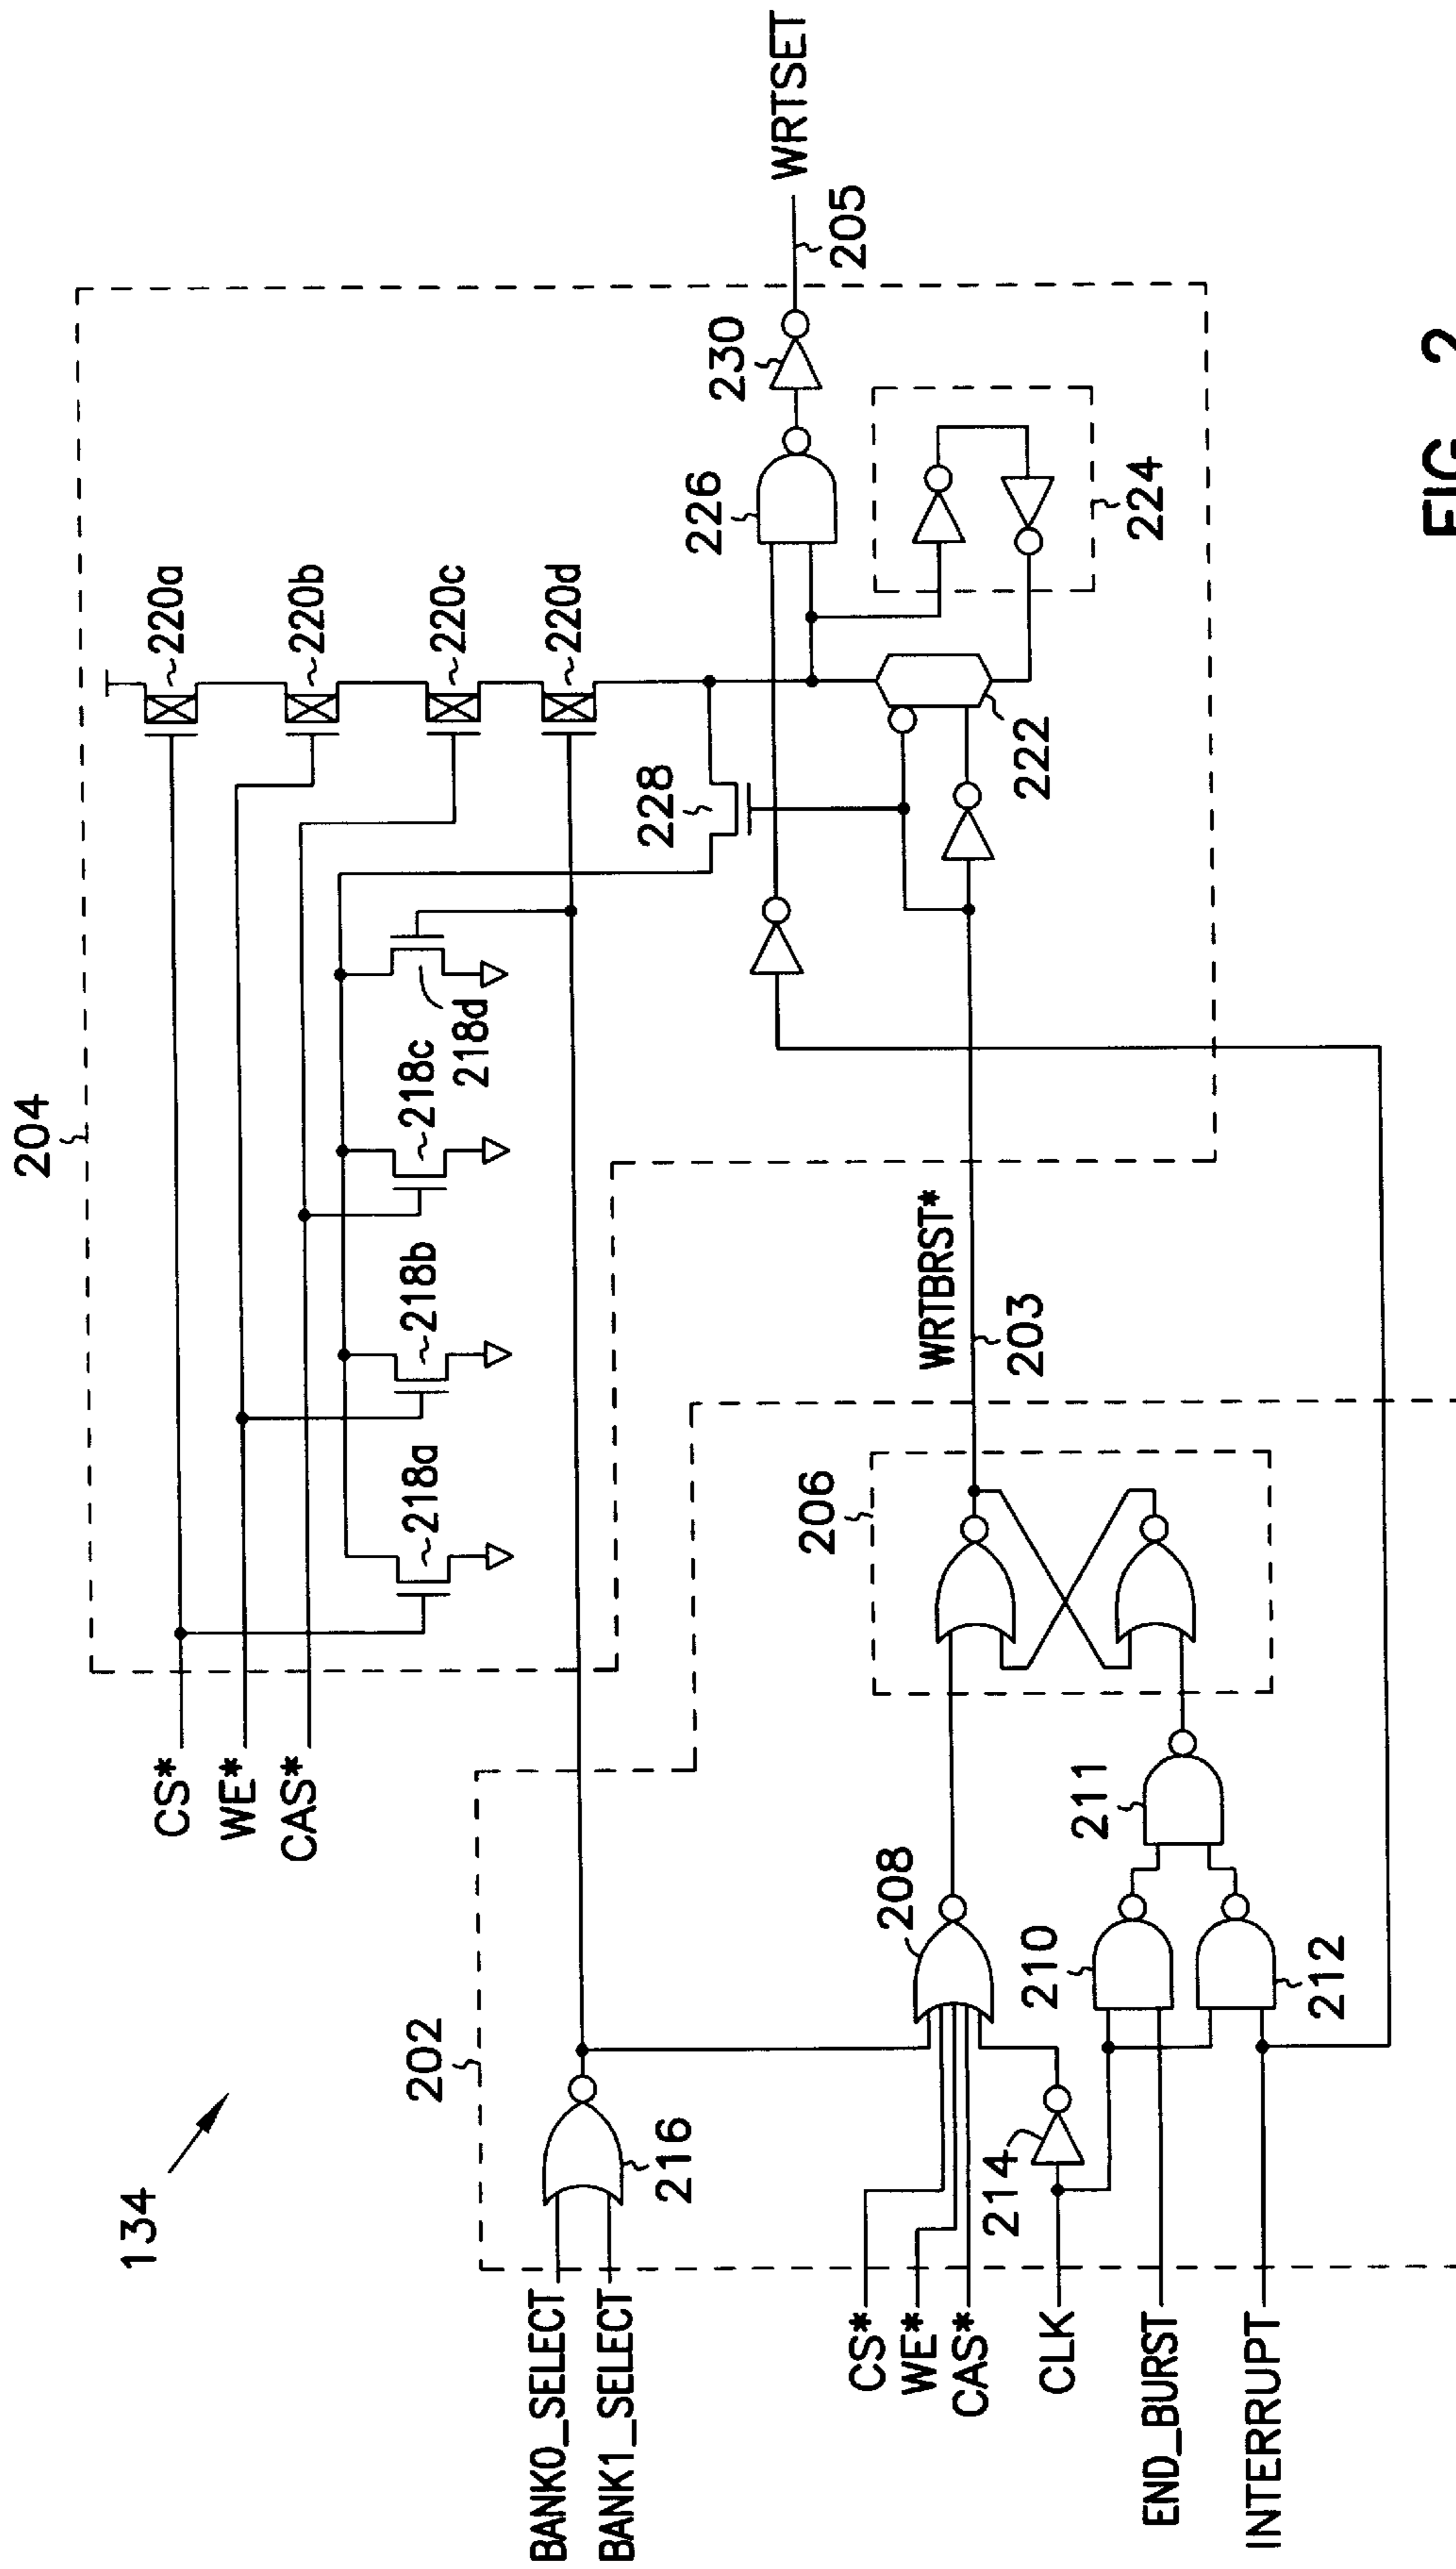 134
204
CS*
WE*
CAS*
218a
218b
218c
218d
220a
220b
220c
220d
228
226
230
WRTSET
205
222
224
202
BANK0_SELECT
BANK1_SELECT
216
CS*
WE*
CAS*
CLK
END_BURST
INTERRUPT
214
208
210
212
211
206
WRTBRST*
203
FIG. 2